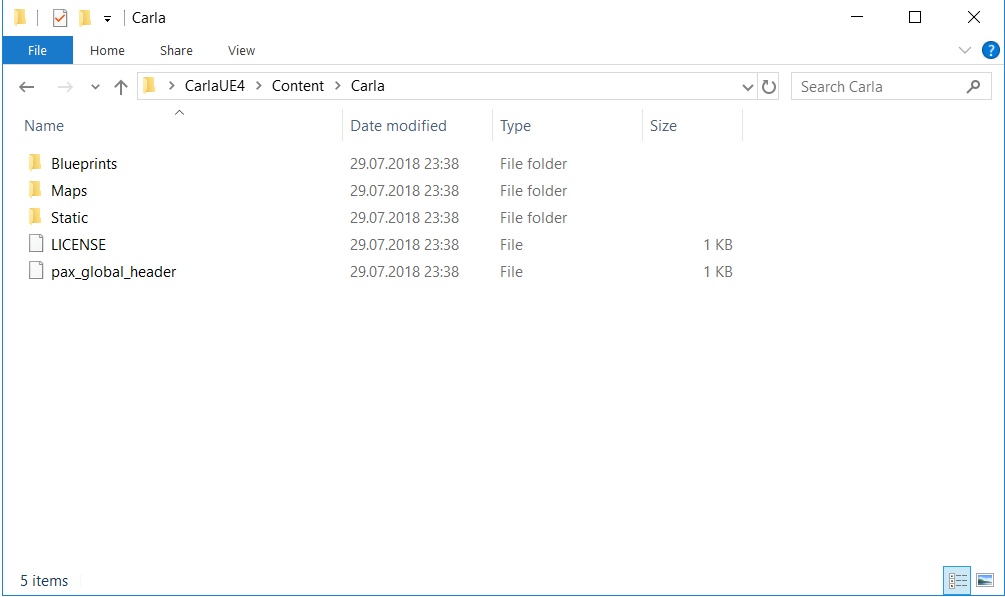 Carla
File Home Share View
CarlaUE4 Content Carla Search Carla
Name Date modified Type Size
Blueprints 29.07.2018 23:38 File folder
Maps 29.07.2018 23:38 File folder
Static 29.07.2018 23:38 File folder
LICENSE 29.07.2018 23:38 File 1 KB
pax_global_header 29.07.2018 23:38 File 1 KB
5 items